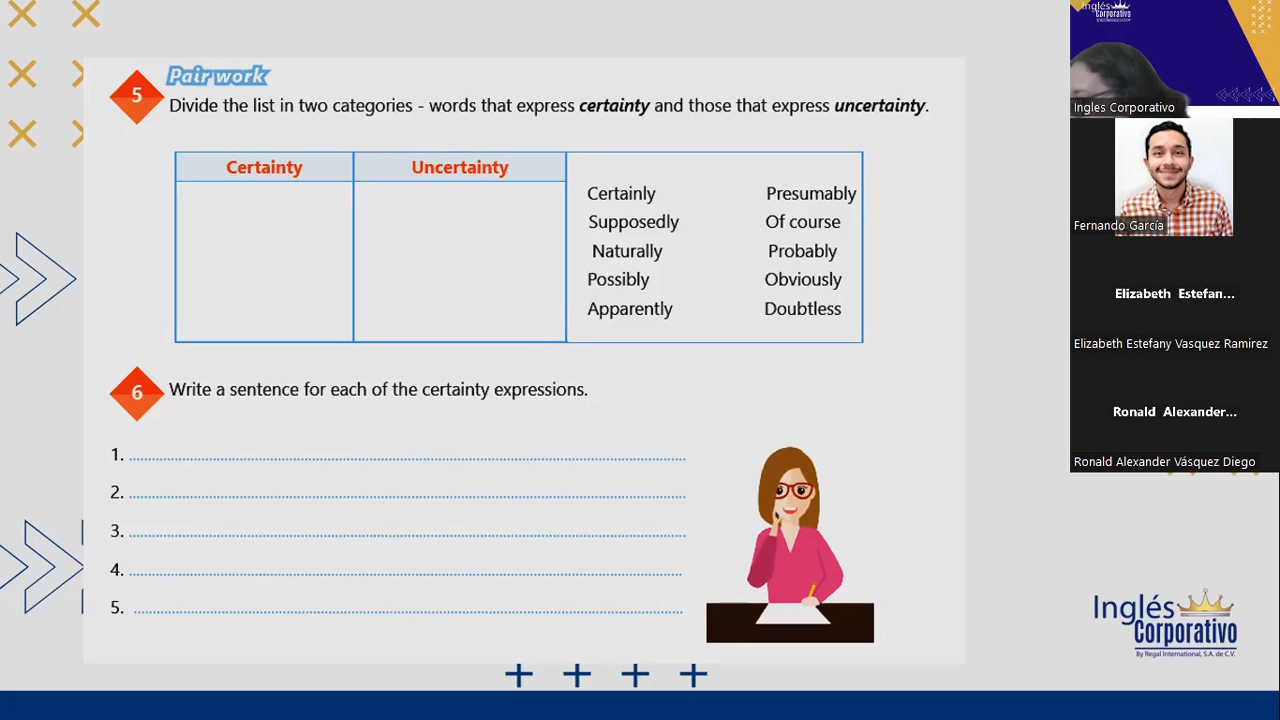 Pair work
5
Divide the list in two categories - words that express certainty and those that express uncertainty.
Certainty
Uncertainty
Certainly
Presumably
Supposedly
Of course
Naturally
Probably
Possibly
Obviously
Apparently
Doubtless
6
Write a sentence for each of the certainty expressions.
1.
2.
3.
4.
5.
Inglés
Corporativo
By Regal International, S.A. de C.V.
Inglés
Corporativo
Ingles Corporativo
Fernando García
Elizabeth Estefan...
Elizabeth Estefany Vasquez Ramirez
Ronald Alexander...
Ronald Alexander Vásquez Diego